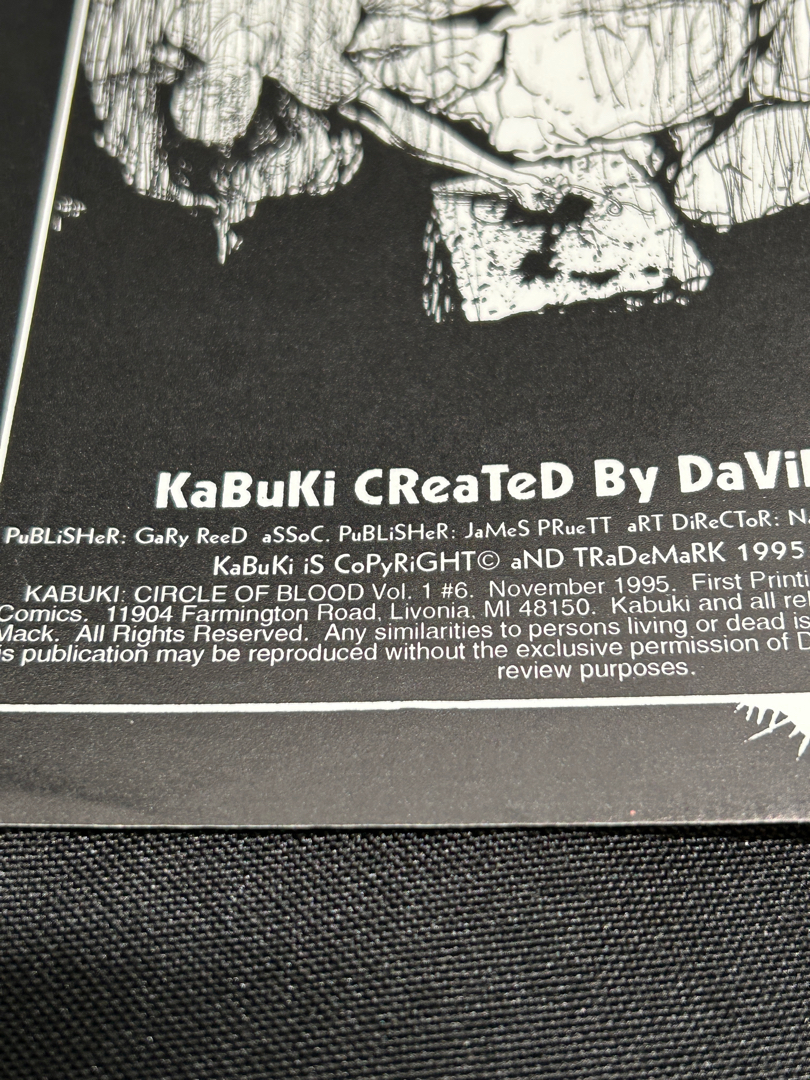 KaBuKi CReaTeD By DaVi
PuBLiSHeR: GaRy ReeD aSSoC. PuBLiSHeR: JaMeS PRueTT aRT DiReCToR: N
KaBuKi iS CoPyRiGHT© aND TRaDeMaRK 1995
KABUKI: CIRCLE OF BLOOD Vol. 1 #6. November 1995. First Printi
Comics. 11904 Farmington Road, Livonia, MI 48150. Kabuki and all rel
Mack. All Rights Reserved. Any similarities to persons living or dead is
is publication may be reproduced without the exclusive permission of D
review purposes.